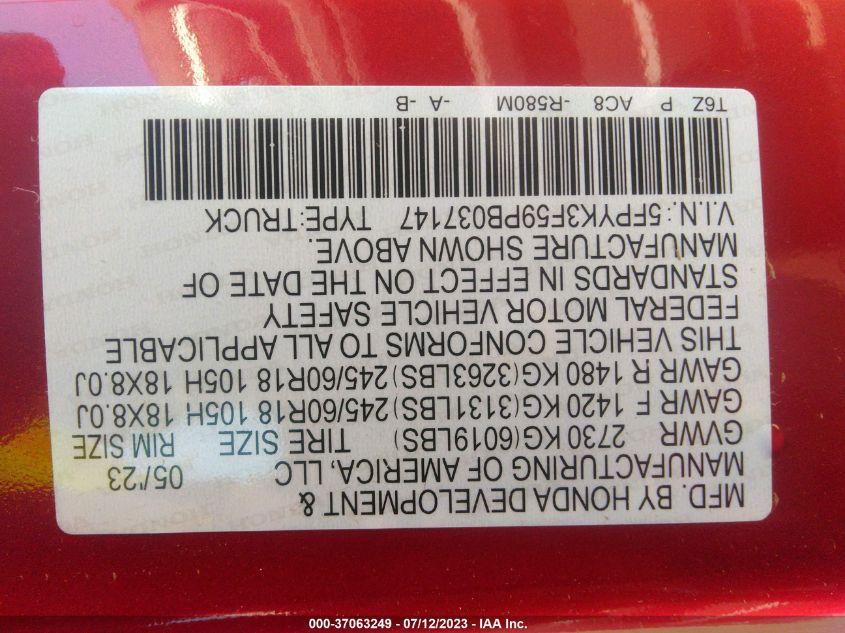 MFD. BY HONDA DEVELOPMENT &
MANUFACTURING OF AMERICA, LLC 05/'23
GVWR 2730 KG(6019LBS) TIRE SIZE RIM SIZE
GAWR F 1420 KG(3131LBS) 245/60R18 105H 18X8.0J
GAWR R 1480 KG(3263LBS) 245/60R18 105H 18X8.0J
THIS VEHICLE CONFORMS TO ALL APPLICABLE
FEDERAL MOTOR VEHICLE SAFETY
STANDARDS IN EFFECT ON THE DATE OF
MANUFACTURE SHOWN ABOVE.
V.I.N.: 5FPYK3F59PB037147 TYPE:TRUCK
T6Z P AC8 -R580M -A -B
000-37063249 - 07/12/2023 - IAA Inc.